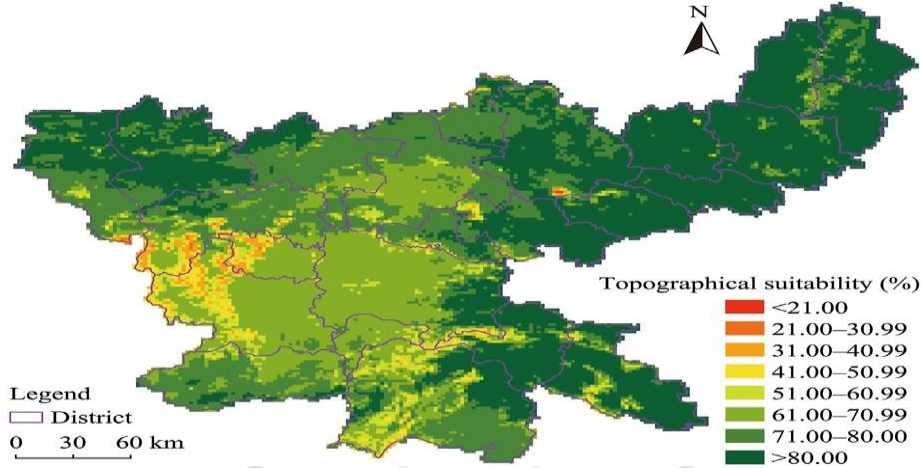 N
Topographical suitability (%)
<21.00
21.00–30.99
31.00–40.99
41.00–50.99
51.00–60.99
61.00–70.99
71.00–80.00
>80.00
Legend
District
0 30 60 km